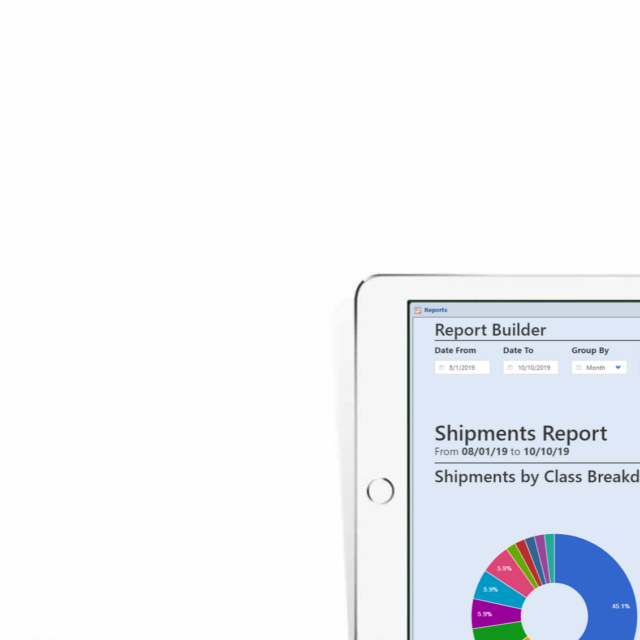 Reports
Report Builder
Date From Date To Group By
8/1/2019 10/10/2019 Month
Shipments Report
From 08/01/19 to 10/10/19
Shipments by Class Breakd
5.9%
5.9%
5.9%
45.1%